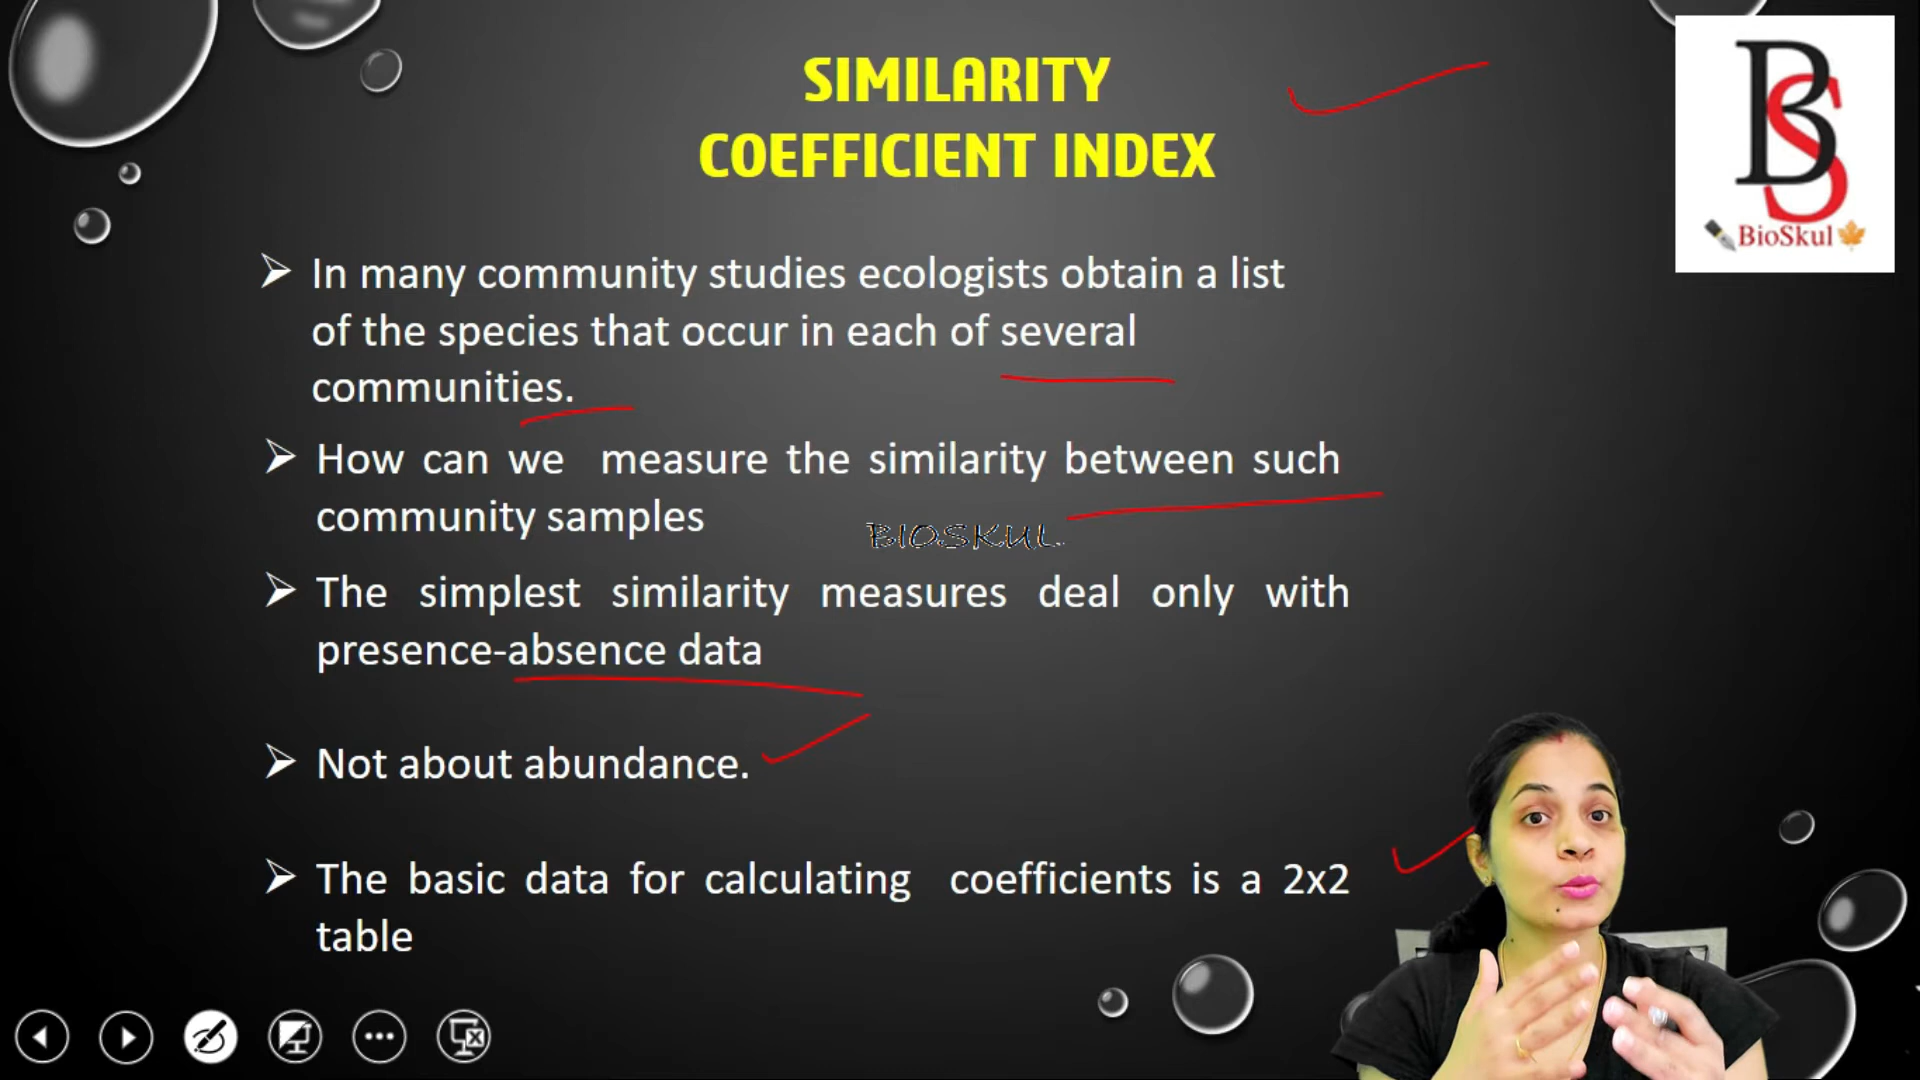 SIMILARITY
COEFFICIENT INDEX
BS
BioSkul
In many community studies ecologists obtain a list
of the species that occur in each of several
communities.
How can we measure the similarity between such
community samples
BIOSKUL
The simplest similarity measures deal only with
presence-absence data
Not about abundance.
The basic data for calculating coefficients is a 2x2
table